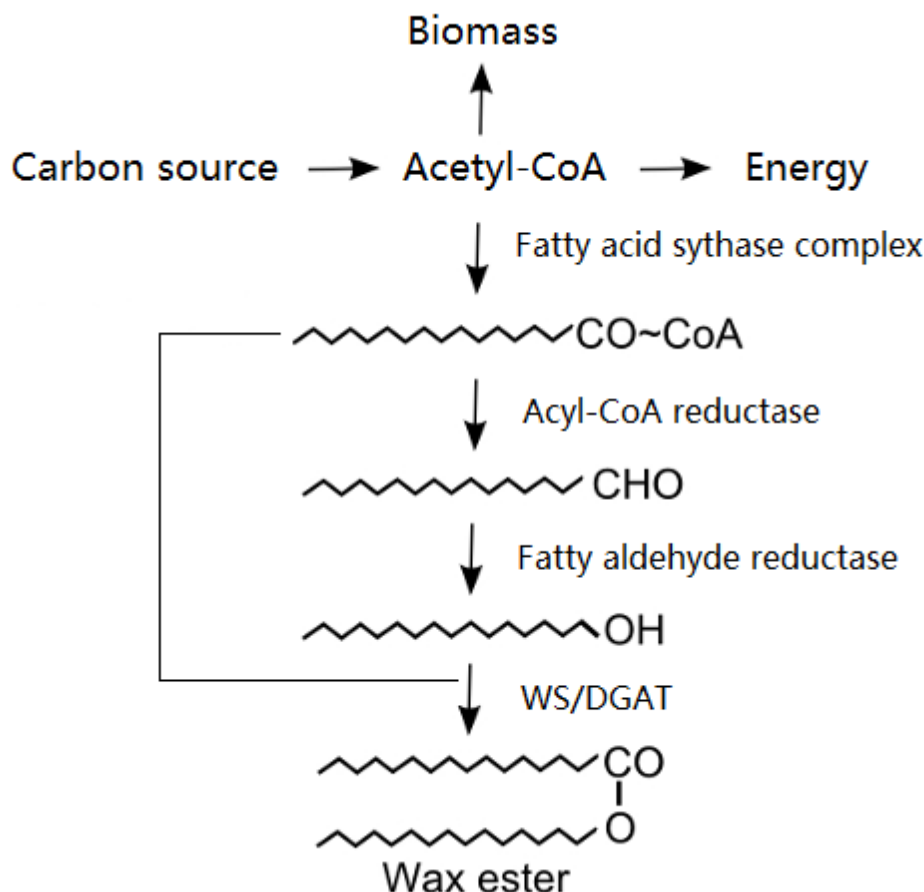 Biomass
Carbon source Acetyl-CoA Energy
Fatty acid sythase complex
CO~CoA
Acyl-CoA reductase
CHO
Fatty aldehyde reductase
OH
WS/DGAT
CO
O
Wax ester